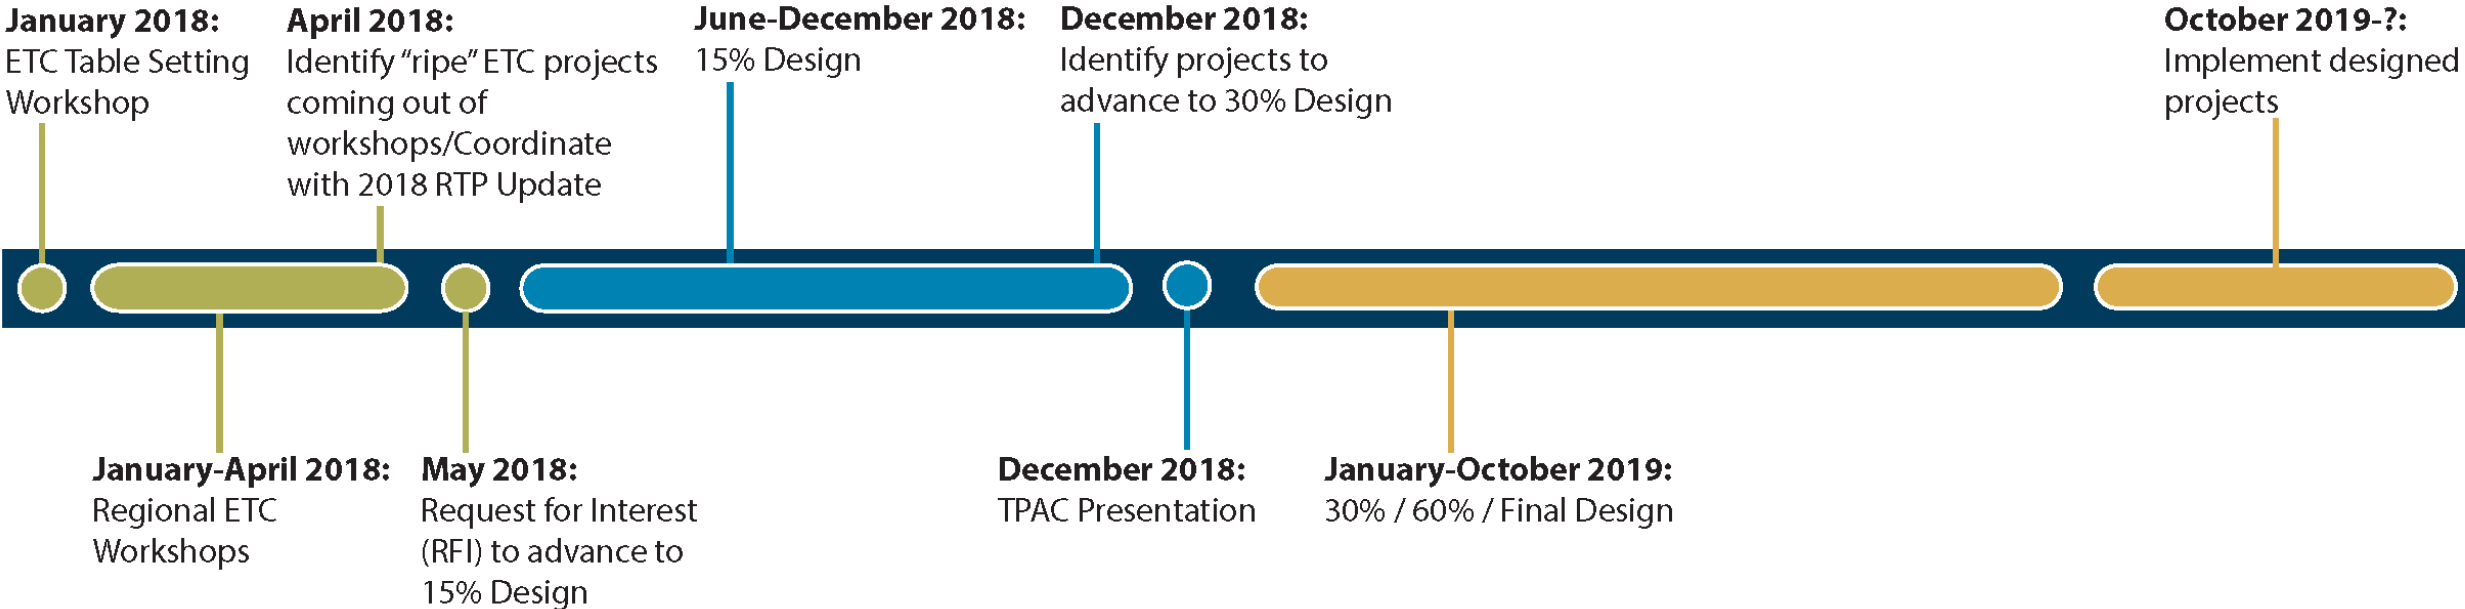 January 2018:
ETC Table Setting
Workshop
April 2018:
Identify “ripe” ETC projects
coming out of
workshops/Coordinate
with 2018 RTP Update
June-December 2018:
15% Design
December 2018:
Identify projects to
advance to 30% Design
October 2019-?:
Implement designed
projects
January-April 2018:
Regional ETC
Workshops
May 2018:
Request for Interest
(RFI) to advance to
15% Design
December 2018:
TPAC Presentation
January-October 2019:
30% / 60% / Final Design